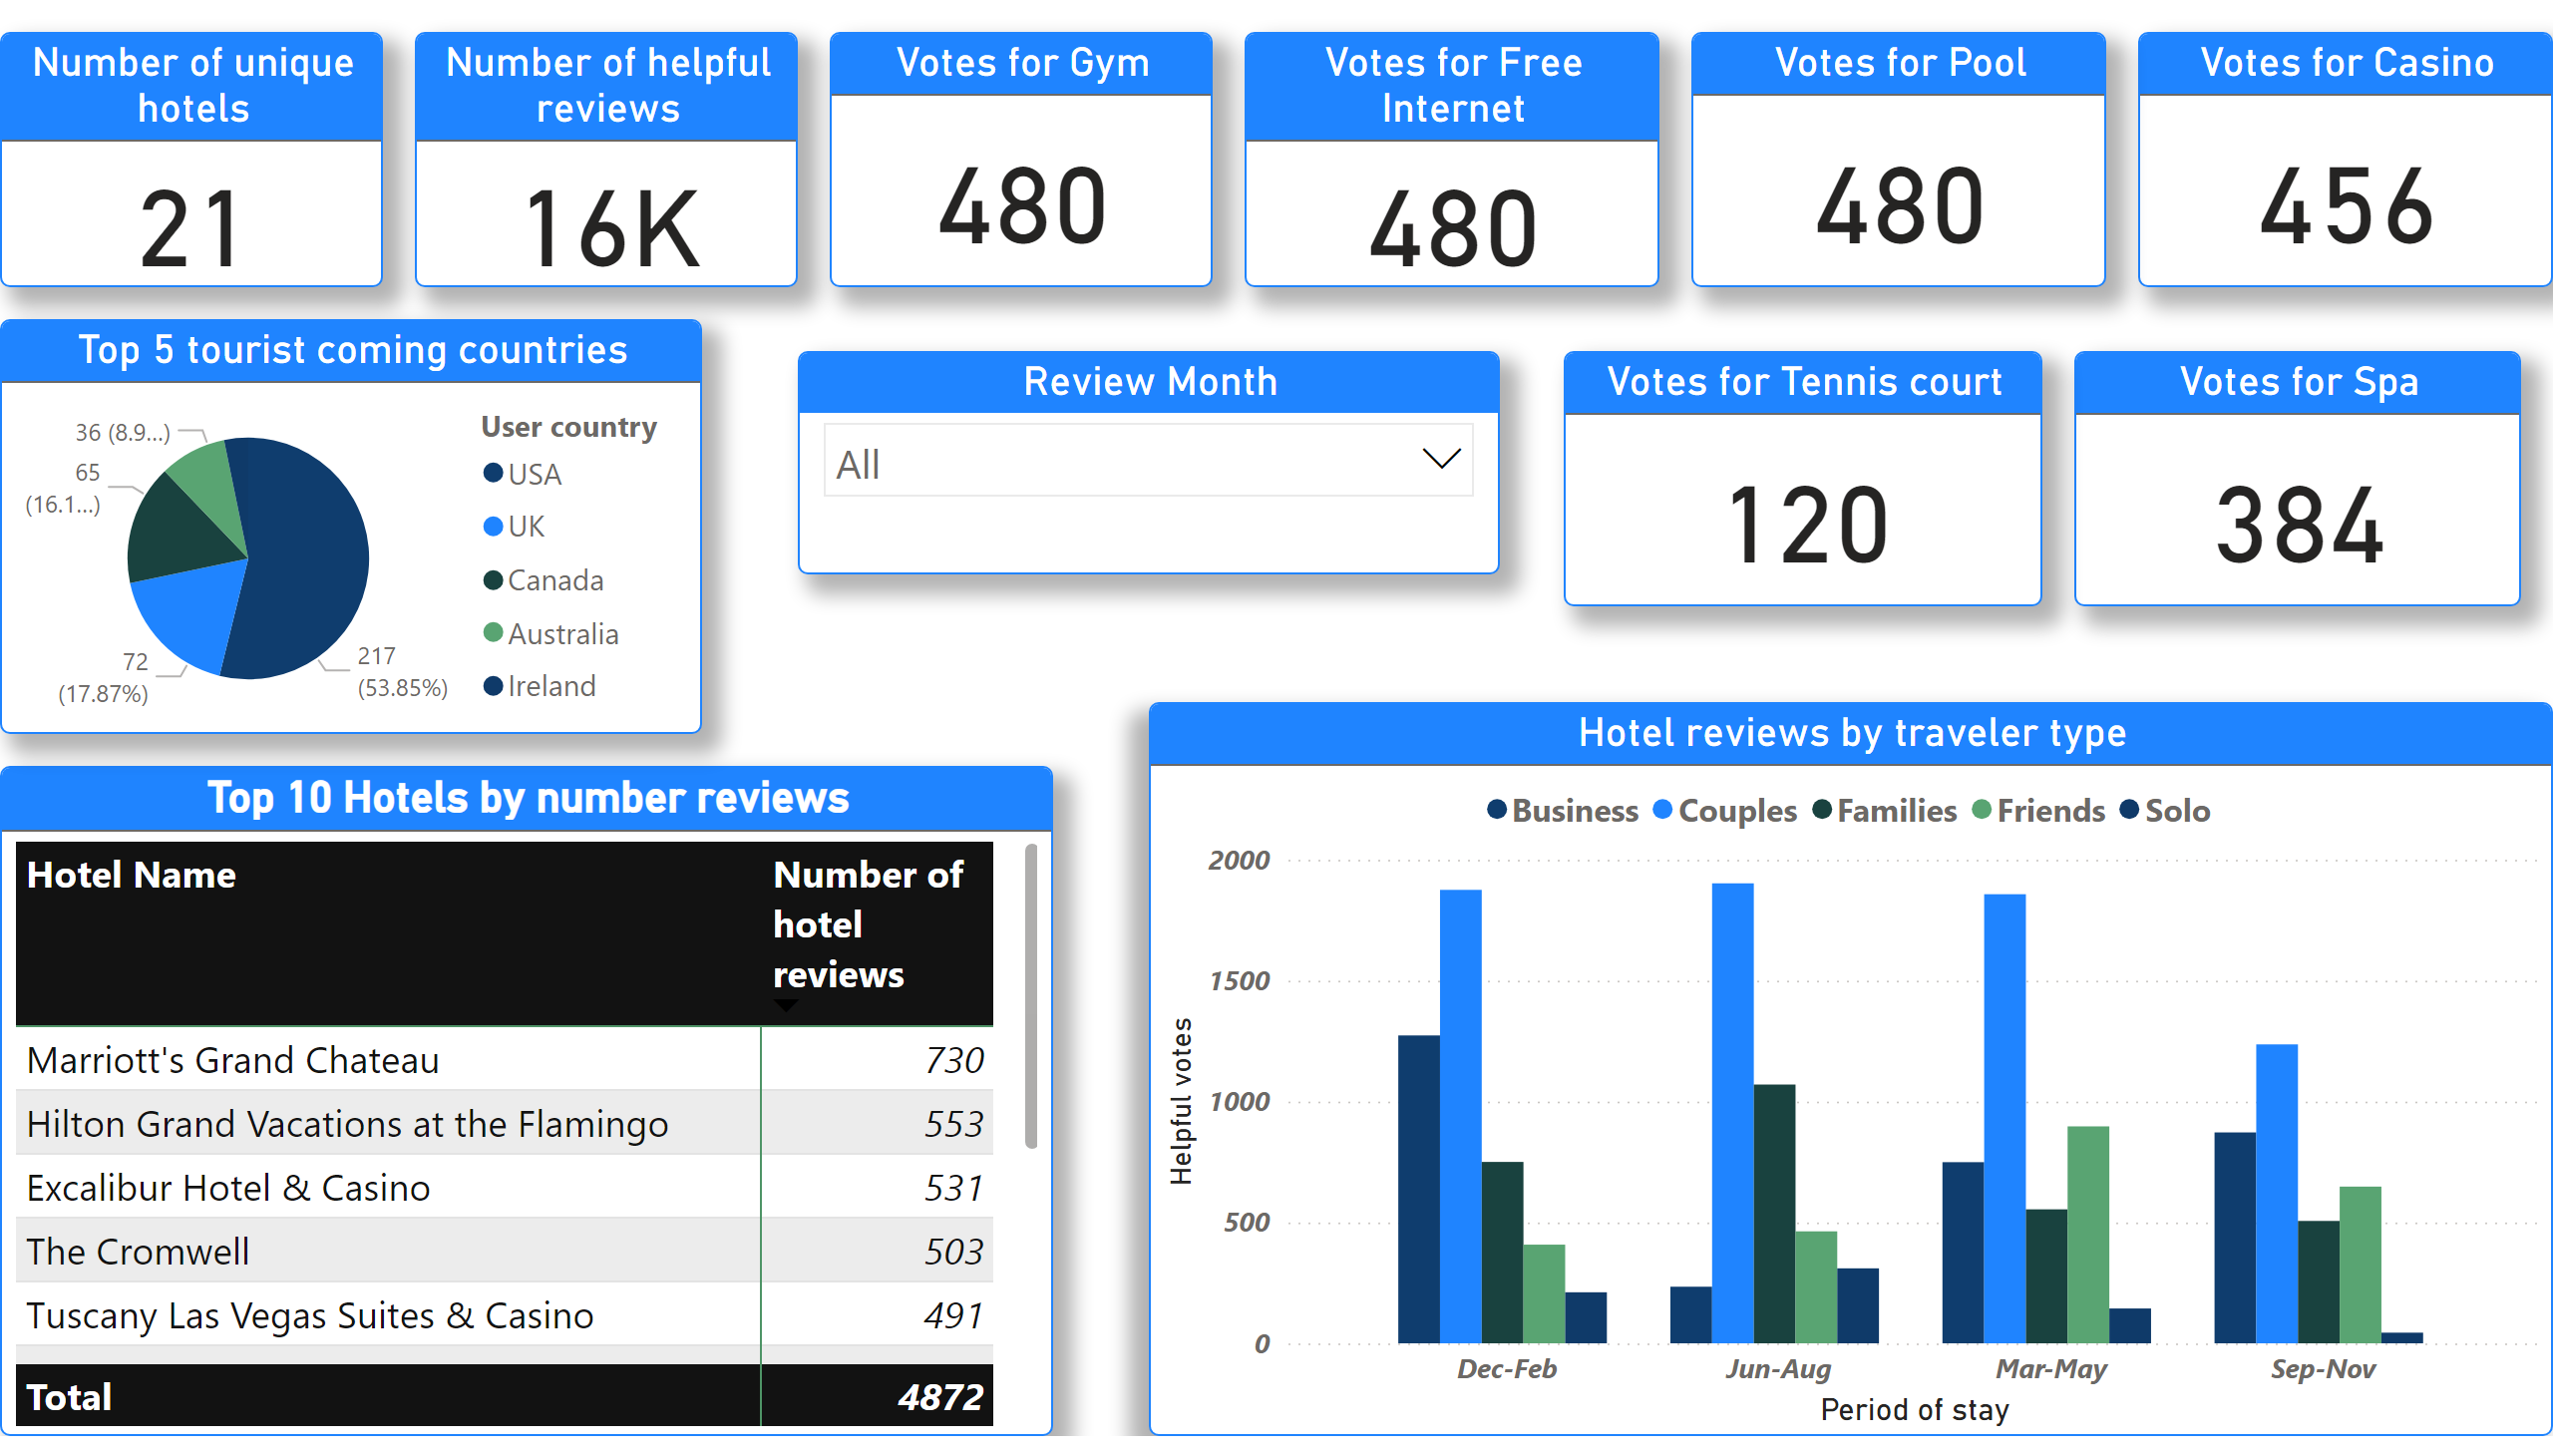 Number of unique
hotels
21
Number of helpful
reviews
16K
Votes for Gym
480
Votes for Free
Internet
480
Votes for Pool
480
Votes for Casino
456
Top 5 tourist coming countries
36 (8.9...)
65
(16.1...)
72
(17.87%)
217
(53.85%)
User country
USA
UK
Canada
Australia
Ireland
Review Month
All
Votes for Tennis court
120
Votes for Spa
384
Top 10 Hotels by number reviews
Hotel Name
Number of
hotel
reviews
Marriott's Grand Chateau 730
Hilton Grand Vacations at the Flamingo 553
Excalibur Hotel & Casino 531
The Cromwell 503
Tuscany Las Vegas Suites & Casino 491
Total 4872
Hotel reviews by traveler type
Business Couples Families Friends Solo
Helpful votes
2000
1500
1000
500
0
Dec-Feb Jun-Aug Mar-May Sep-Nov
Period of stay